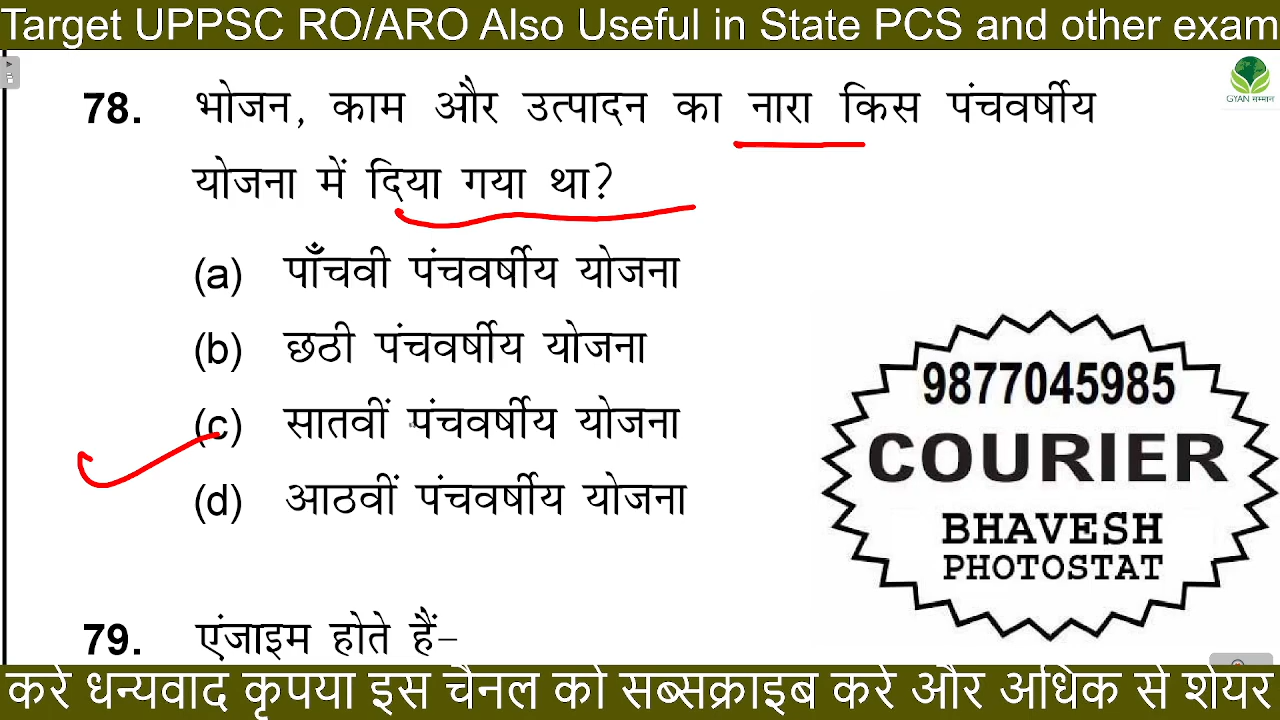 Target UPPSC RO/ARO Also Useful in State PCS and other exam
GYAN सम्मान
78. भोजन, काम और उत्पादन का नारा किस पंचवर्षीय
योजना में दिया गया था?
(a) पाँचवी पंचवर्षीय योजना
(b) छठी पंचवर्षीय योजना
(c) सातवीं पंचवर्षीय योजना
(d) आठवीं पंचवर्षीय योजना
9877045985
COURIER
BHAVESH
PHOTOSTAT
79. एंजाइम होते हैं–
करे धन्यवाद कृपया इस चैनल को सब्सक्राइब करे और अधिक से शेयर